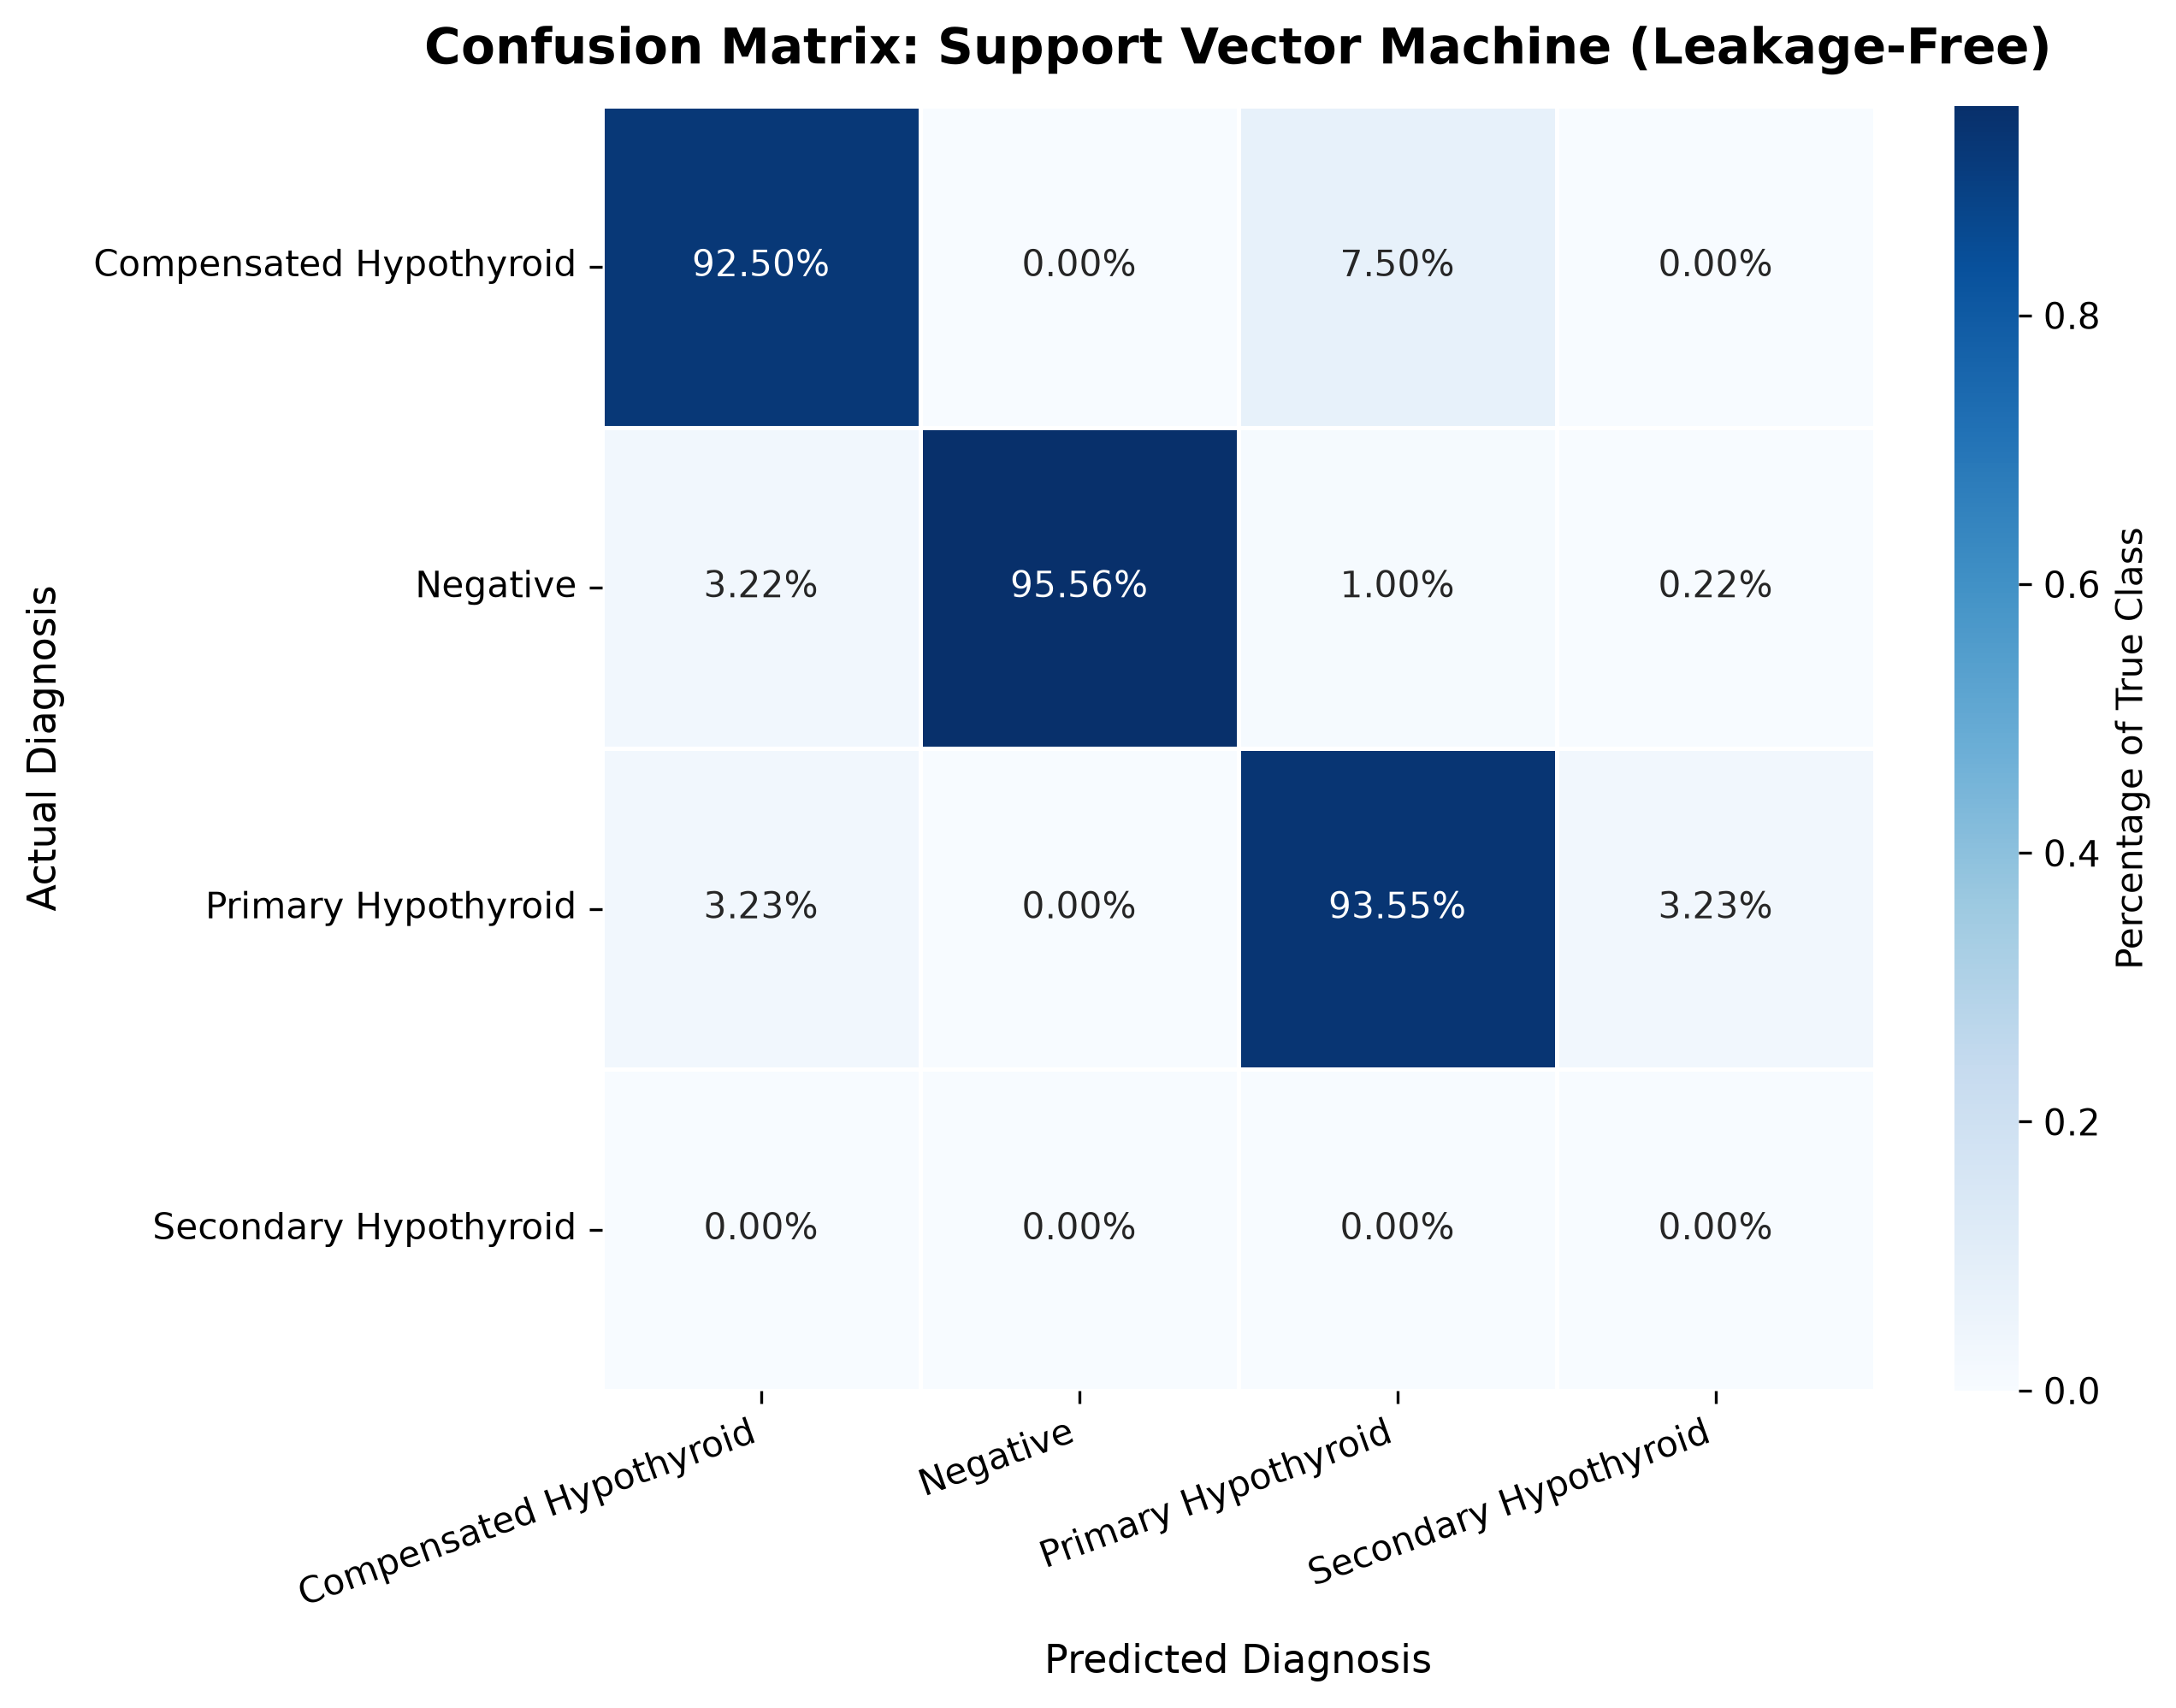 Confusion Matrix: Support Vector Machine (Leakage-Free)
Actual Diagnosis
Compensated Hypothyroid 92.50% 0.00% 7.50% 0.00%
Negative 3.22% 95.56% 1.00% 0.22%
Primary Hypothyroid 3.23% 0.00% 93.55% 3.23%
Secondary Hypothyroid 0.00% 0.00% 0.00% 0.00%
Compensated Hypothyroid
Negative
Primary Hypothyroid
Secondary Hypothyroid
Predicted Diagnosis
0.8
0.6
0.4
0.2
0.0
Percentage of True Class